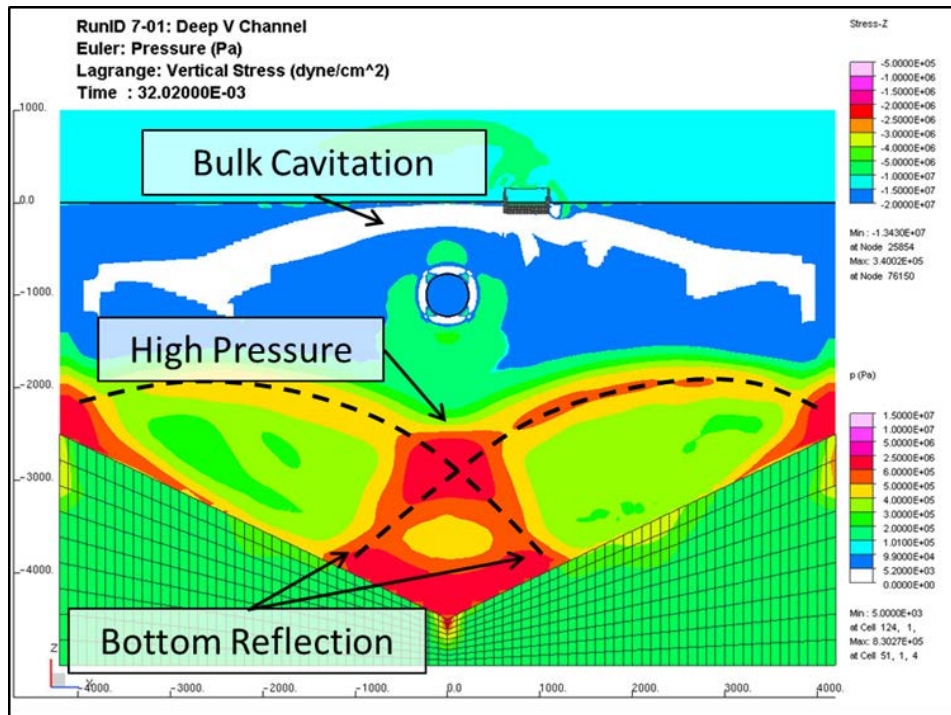 RunID 7-01: Deep V Channel
Euler: Pressure (Pa)
Lagrange: Vertical Stress (dyne/cm^2)
Time : 32.02000E-03
1000.
0.0
-1000.
-2000.
-3000.
-4000.
Bulk Cavitation
High Pressure
Bottom Reflection
Z
X
-4000.
-3000.
-2000.
-1000.
0.0
1000.
2000.
3000.
4000.
Stress-Z
-5.0000E+05
-1.0000E+06
-1.5000E+06
-2.0000E+06
-2.5000E+06
-3.0000E+06
-4.0000E+06
-5.0000E+06
-6.0000E+06
-1.0000E+07
-1.5000E+07
-2.0000E+07
Min : -1.3430E+07
at Node 25854
Max: 3.4002E+05
at Node 76150
p (Pa)
1.5000E+07
1.0000E+07
5.0000E+06
2.5000E+06
6.0000E+05
5.0000E+05
4.0000E+05
3.0000E+05
2.0000E+05
1.0100E+05
9.9000E+04
5.2000E+03
0.0000E+00
Min : 5.0000E+03
at Cell 124, 1,
Max: 8.3027E+05
at Cell 51, 1, 4